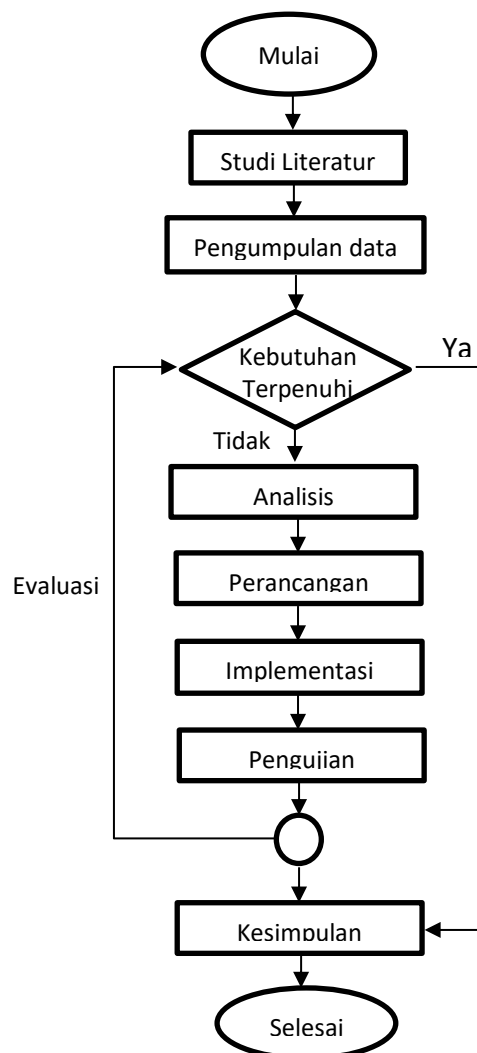 Mulai
Studi Literatur
Pengumpulan data
Kebutuhan
Terpenuhi
Ya
Tidak
Analisis
Evaluasi
Perancangan
Implementasi
Pengujian
Kesimpulan
Selesai